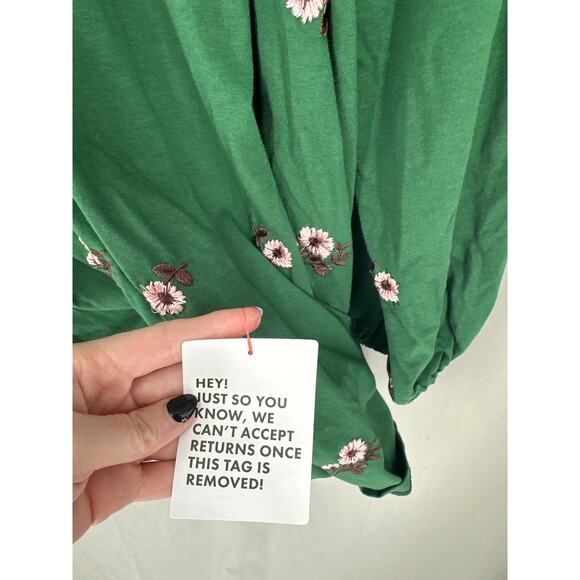 HEY!
JUST SO YOU
KNOW, WE
CAN'T ACCEPT
RETURNS ONCE
THIS TAG IS
REMOVED!